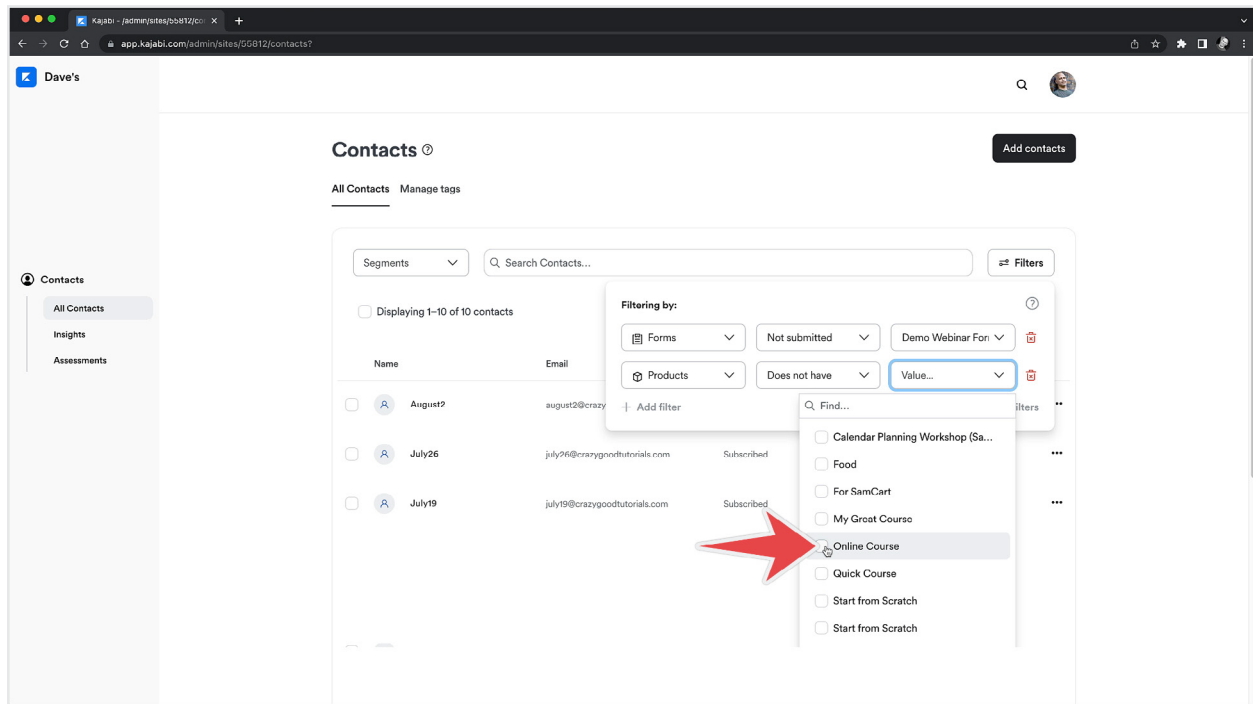 Kajabi - /admin/sites/55812/co
app.kajabi.com/admin/sites/55812/contacts?
Dave's
Contacts
Add contacts
All Contacts Manage tags
Segments
Search Contacts...
Filters
Contacts
All Contacts
Insights
Assessments
Displaying 1–10 of 10 contacts
Filtering by:
Forms Not submitted Demo Webinar For
Products Does not have Value...
+ Add filter
ilters
Name Email
August2 august2@crazy
July26 july26@crazygoodtutorials.com Subscribed
July19 july19@crazygoodtutorials.com Subscribed
Find...
Calendar Planning Workshop (Sa...
Food
For SamCart
My Great Course
Online Course
Quick Course
Start from Scratch
Start from Scratch